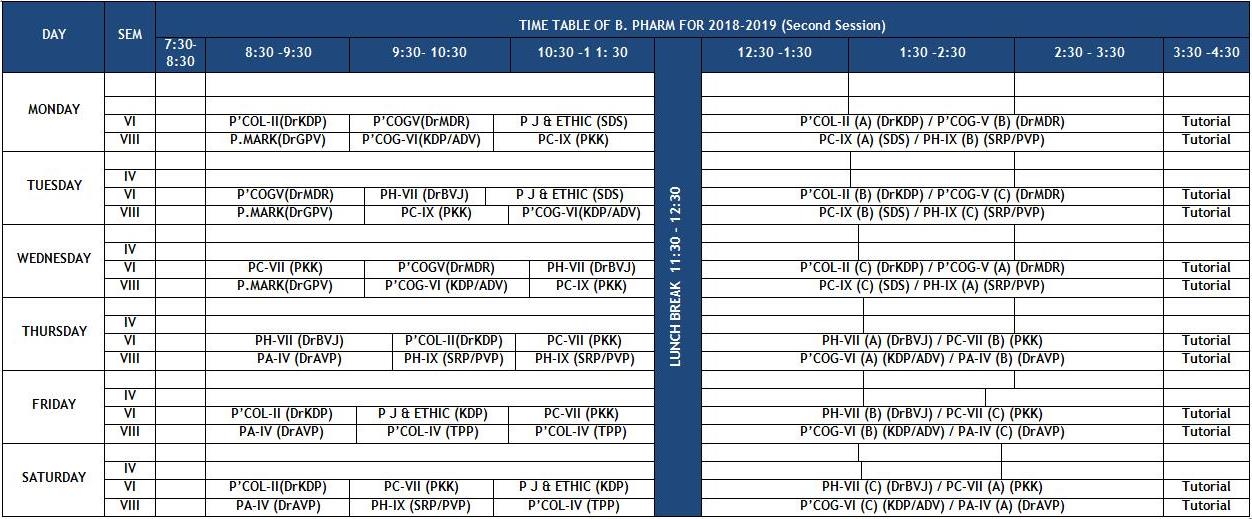 TIME TABLE OF B. PHARM FOR 2018-2019 (Second Session)
DAY SEM 7:30-8:30 8:30 -9:30 9:30- 10:30 10:30 -1 1: 30 12:30 -1:30 1:30 -2:30 2:30 - 3:30 3:30 -4:30
LUNCH BREAK 11:30 - 12:30
MONDAY
VI P'COL-II(DrKDP) P'COGV(DrMDR) P J & ETHIC (SDS) P'COL-II (A) (DrKDP) / P'COG-V (B) (DrMDR) Tutorial
VIII P.MARK(DrGPV) P'COG-VI(KDP/ADV) PC-IX (PKK) PC-IX (A) (SDS) / PH-IX (B) (SRP/PVP) Tutorial
TUESDAY
IV
VI P'COGV(DrMDR) PH-VII (DrBVJ) P J & ETHIC (SDS) P'COL-II (B) (DrKDP) / P'COG-V (C) (DrMDR) Tutorial
VIII P.MARK(DrGPV) PC-IX (PKK) P'COG-VI(KDP/ADV) PC-IX (B) (SDS) / PH-IX (C) (SRP/PVP) Tutorial
WEDNESDAY
IV
VI PC-VII (PKK) P'COGV(DrMDR) PH-VII (DrBVJ) P'COL-II (C) (DrKDP) / P'COG-V (A) (DrMDR) Tutorial
VIII P.MARK(DrGPV) P'COG-VI (KDP/ADV) PC-IX (PKK) PC-IX (C) (SDS) / PH-IX (A) (SRP/PVP) Tutorial
THURSDAY
IV
VI PH-VII (DrBVJ) P'COL-II(DrKDP) PC-VII (PKK) PH-VII (A) (DrBVJ) / PC-VII (B) (PKK) Tutorial
VIII PA-IV (DrAVP) PH-IX (SRP/PVP) PH-IX (SRP/PVP) P'COG-VI (A) (KDP/ADV) / PA-IV (B) (DrAVP) Tutorial
FRIDAY
IV
VI P'COL-II (DrKDP) P J & ETHIC (KDP) PC-VII (PKK) PH-VII (B) (DrBVJ) / PC-VII (C) (PKK) Tutorial
VIII PA-IV (DrAVP) P'COL-IV (TPP) P'COL-IV (TPP) P'COG-VI (B) (KDP/ADV) / PA-IV (C) (DrAVP) Tutorial
SATURDAY
IV
VI P'COL-II(DrKDP) PC-VII (PKK) P J & ETHIC (KDP) PH-VII (C) (DrBVJ) / PC-VII (A) (PKK) Tutorial
VIII PA-IV (DrAVP) PH-IX (SRP/PVP) P'COL-IV (TPP) P'COG-VI (C) (KDP/ADV) / PA-IV (A) (DrAVP) Tutorial